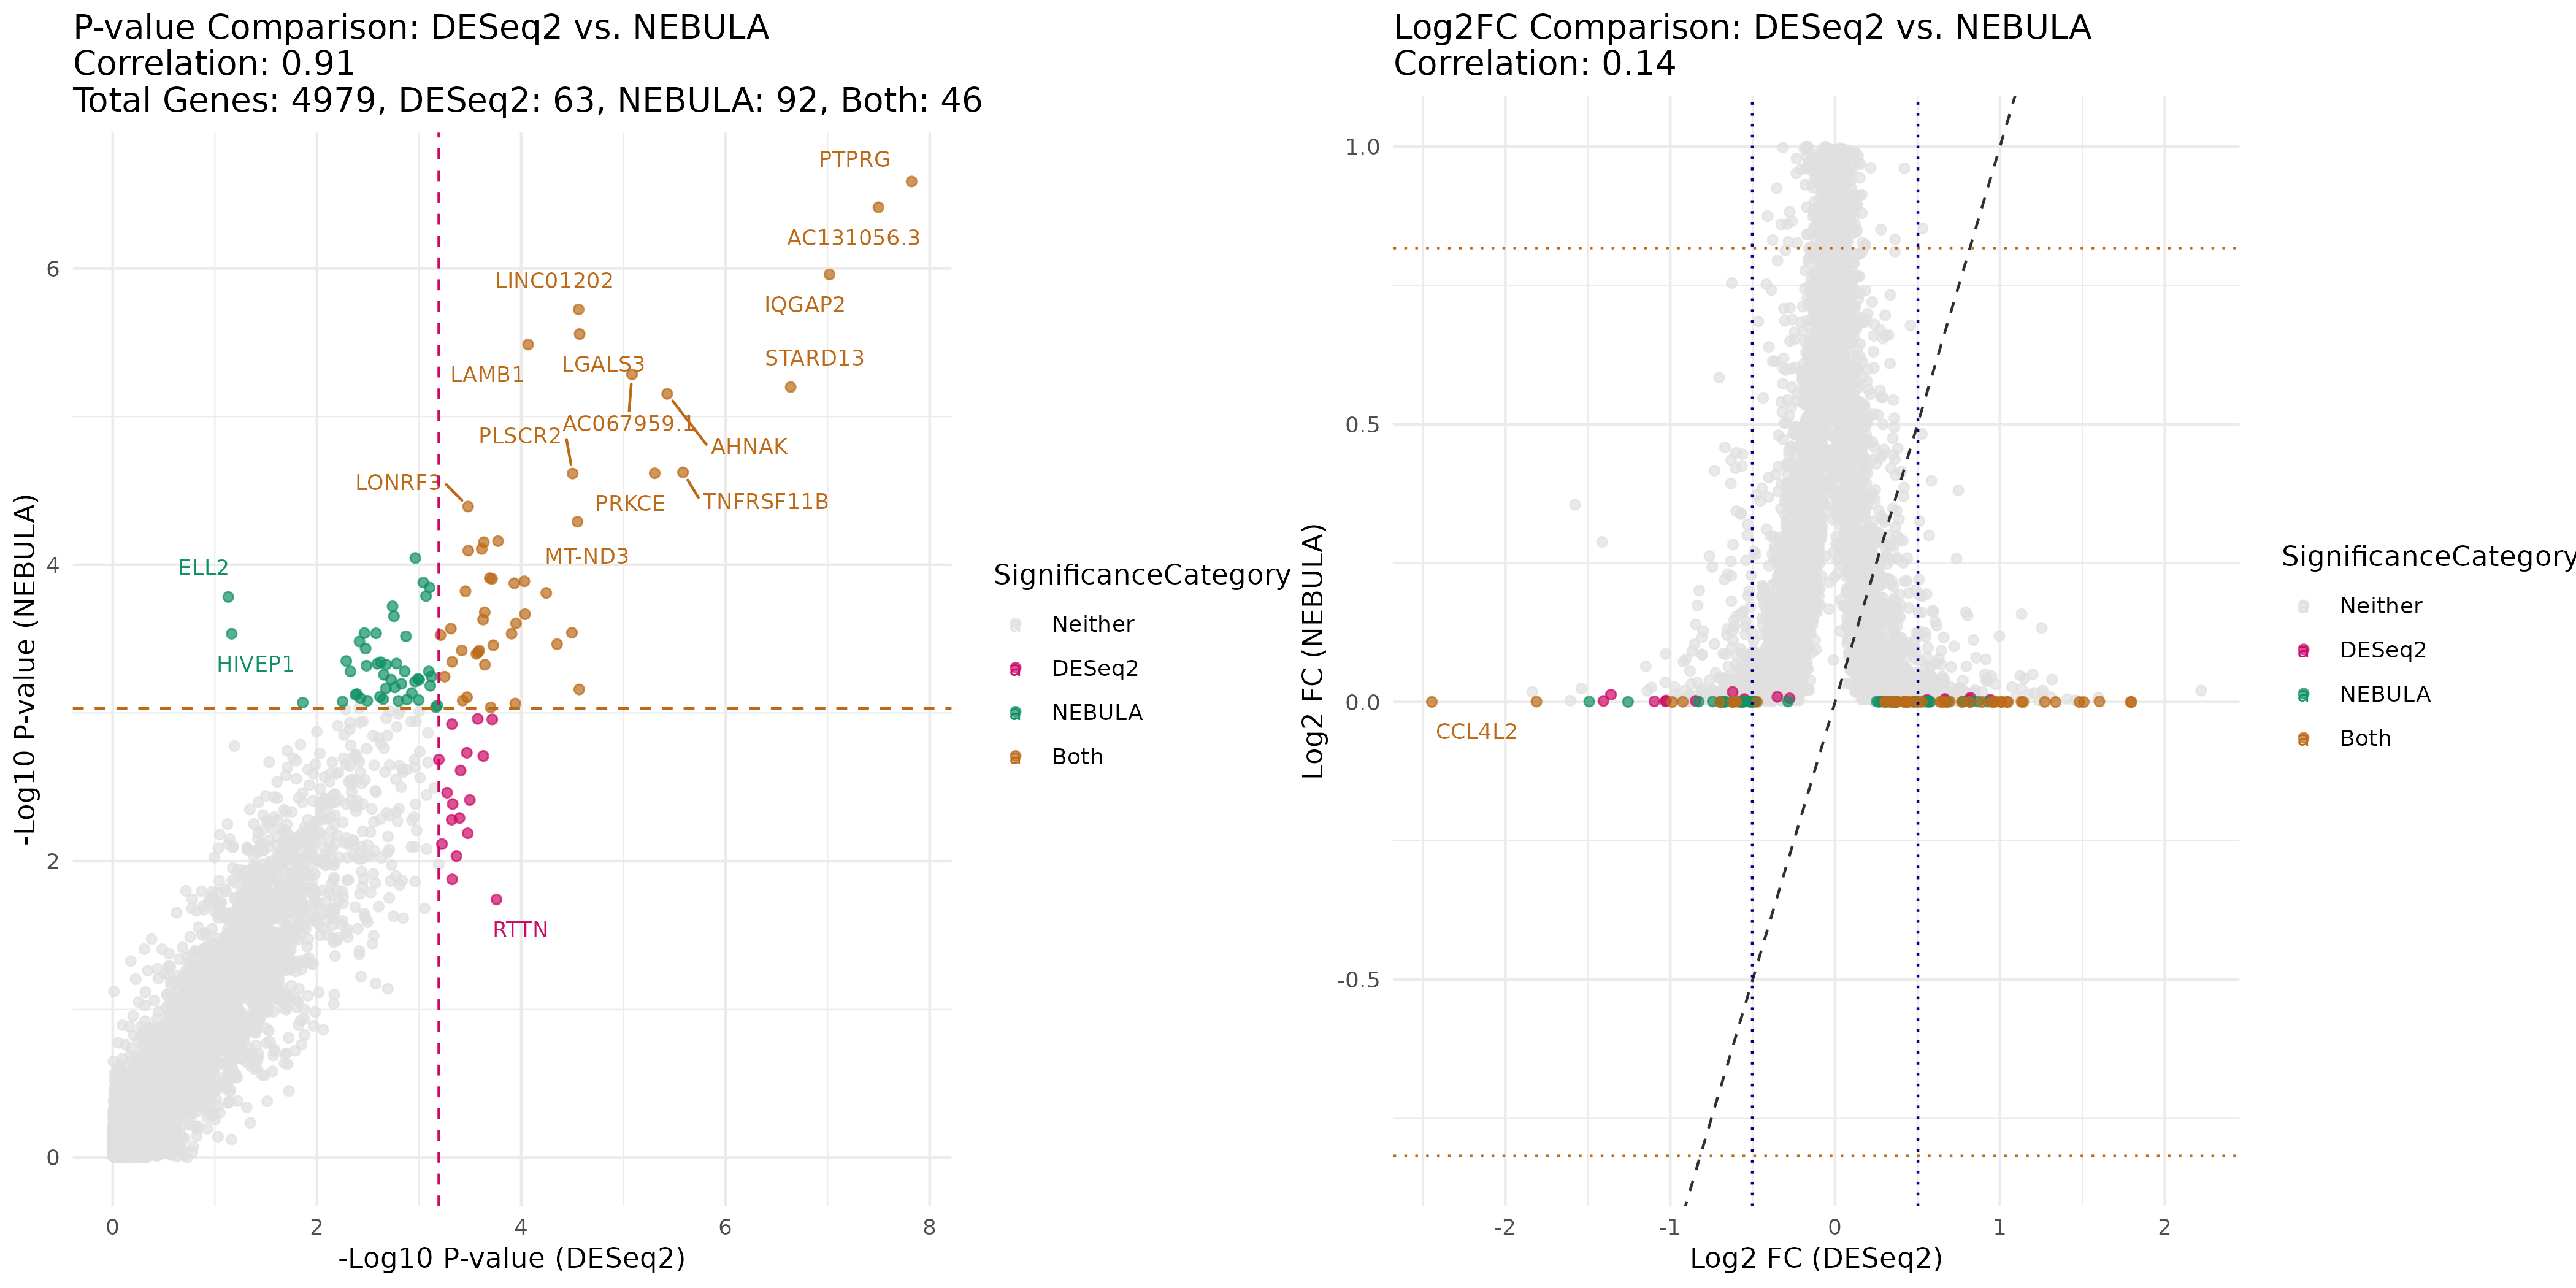 P-value Comparison: DESeq2 vs. NEBULA
Correlation: 0.91
Total Genes: 4979, DESeq2: 63, NEBULA: 92, Both: 46
PTPRG
AC131056.3
LINC01202
IQGAP2
STARD13
LGALS3
LAMB1
AC067959.1
PLSCR2
AHNAK
LONRF3
PRKCE
TNFRSF11B
MT-ND3
ELL2
HIVEP1
RTTN
6
4
2
0
0
2
4
6
8
-Log10 P-value (NEBULA)
-Log10 P-value (DESeq2)
SignificanceCategory
Neither
DESeq2
NEBULA
Both
Log2FC Comparison: DESeq2 vs. NEBULA
Correlation: 0.14
1.0
0.5
0.0
-0.5
CCL4L2
-2
-1
0
1
2
Log2 FC (NEBULA)
Log2 FC (DESeq2)
SignificanceCategory
Neither
DESeq2
NEBULA
Both